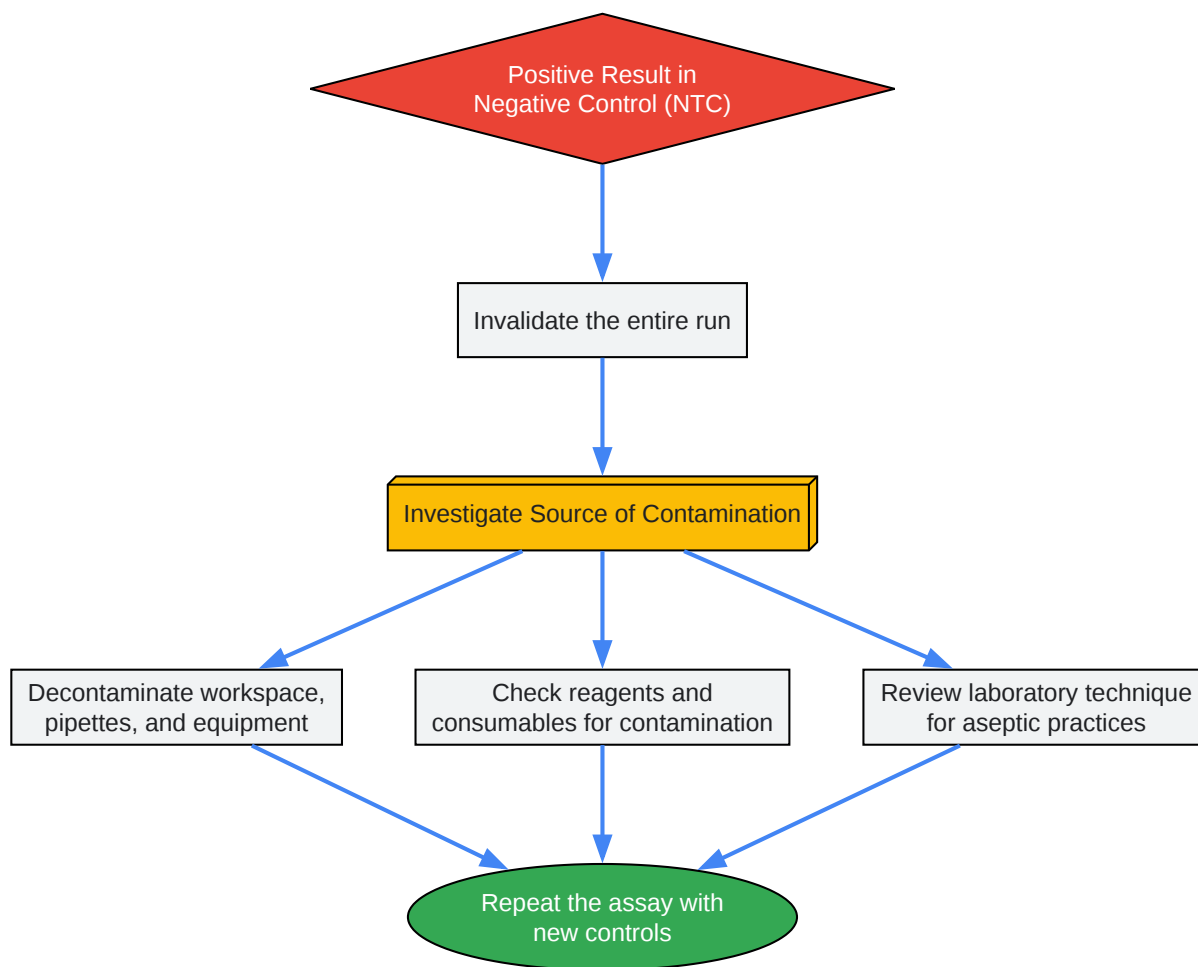 Positive Result in
Negative Control (NTC)
Invalidate the entire run
Investigate Source of Contamination
Decontaminate workspace,
pipettes, and equipment
Check reagents and
consumables for contamination
Review laboratory technique
for aseptic practices
Repeat the assay with
new controls